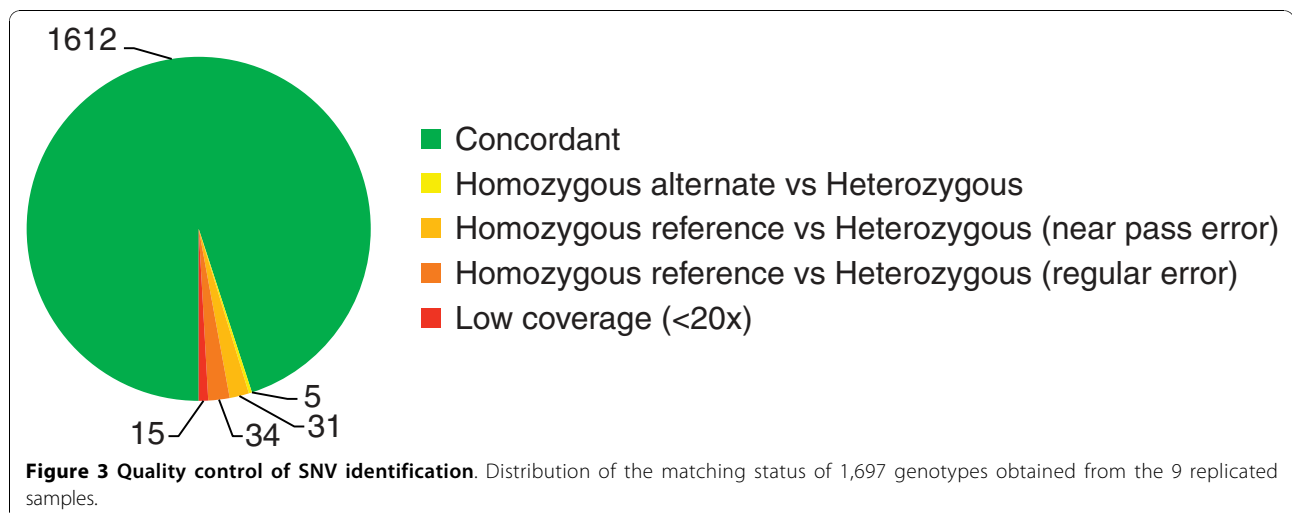 1612
Concordant
Homozygous alternate vs Heterozygous
Homozygous reference vs Heterozygous (near pass error)
Homozygous reference vs Heterozygous (regular error)
Low coverage (<20x)
5
31
34
15
Figure 3 Quality control of SNV identification. Distribution of the matching status of 1,697 genotypes obtained from the 9 replicated
samples.